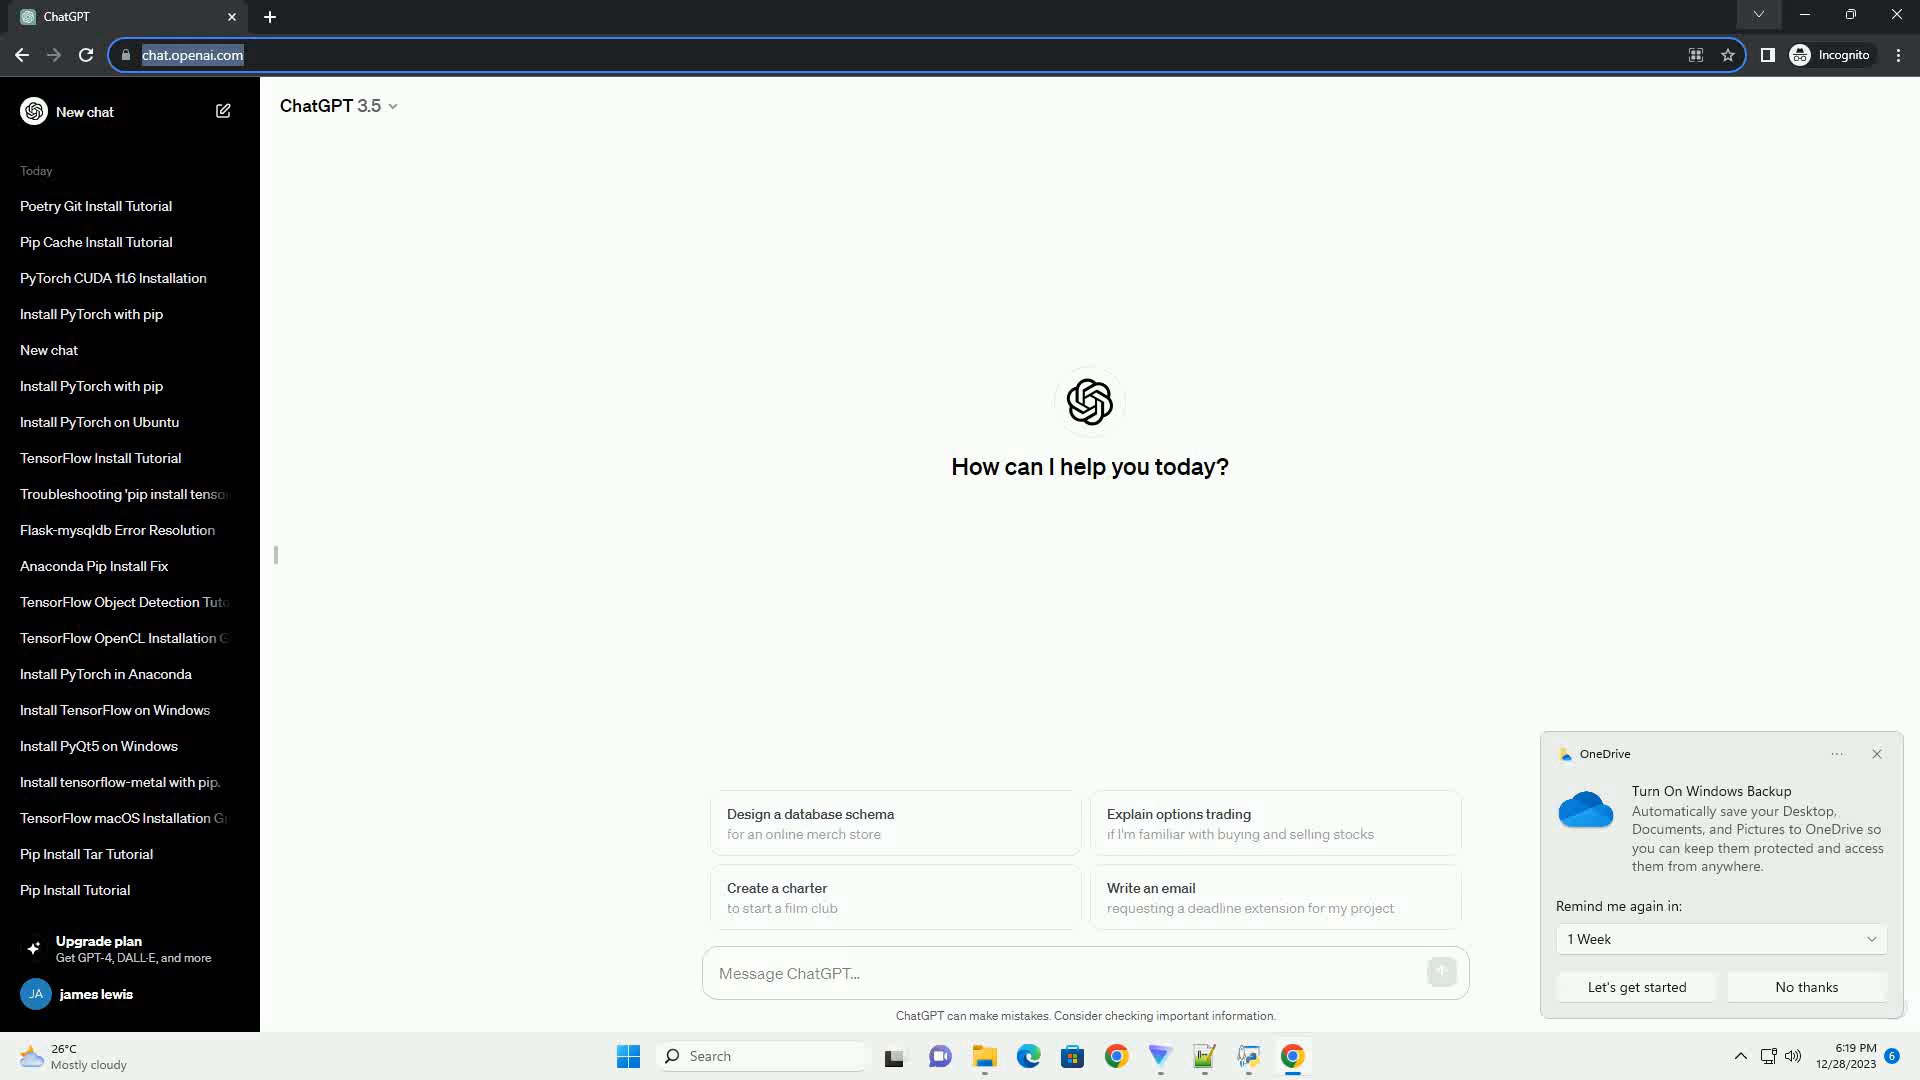 ChatGPT
chat.openai.com
Incognito
New chat
Today
Poetry Git Install Tutorial
Pip Cache Install Tutorial
PyTorch CUDA 11.6 Installation
Install PyTorch with pip
New chat
Install PyTorch with pip
Install PyTorch on Ubuntu
TensorFlow Install Tutorial
Troubleshooting 'pip install tenso
Flask-mysqldb Error Resolution
Anaconda Pip Install Fix
TensorFlow Object Detection Tuto
TensorFlow OpenCL Installation G
Install PyTorch in Anaconda
Install TensorFlow on Windows
Install PyQt5 on Windows
Install tensorflow-metal with pip.
TensorFlow macOS Installation G
Pip Install Tar Tutorial
Pip Install Tutorial
Upgrade plan
Get GPT-4, DALL·E, and more
JA james lewis
ChatGPT 3.5
How can I help you today?
Design a database schema
for an online merch store
Explain options trading
if I'm familiar with buying and selling stocks
Create a charter
to start a film club
Write an email
requesting a deadline extension for my project
Message ChatGPT...
ChatGPT can make mistakes. Consider checking important information.
OneDrive
Turn On Windows Backup
Automatically save your Desktop,
Documents, and Pictures to OneDrive so
you can keep them protected and access
them from anywhere.
Remind me again in:
1 Week
Let's get started
No thanks
26°C
Mostly cloudy
Search
6:19 PM
12/28/2023
6